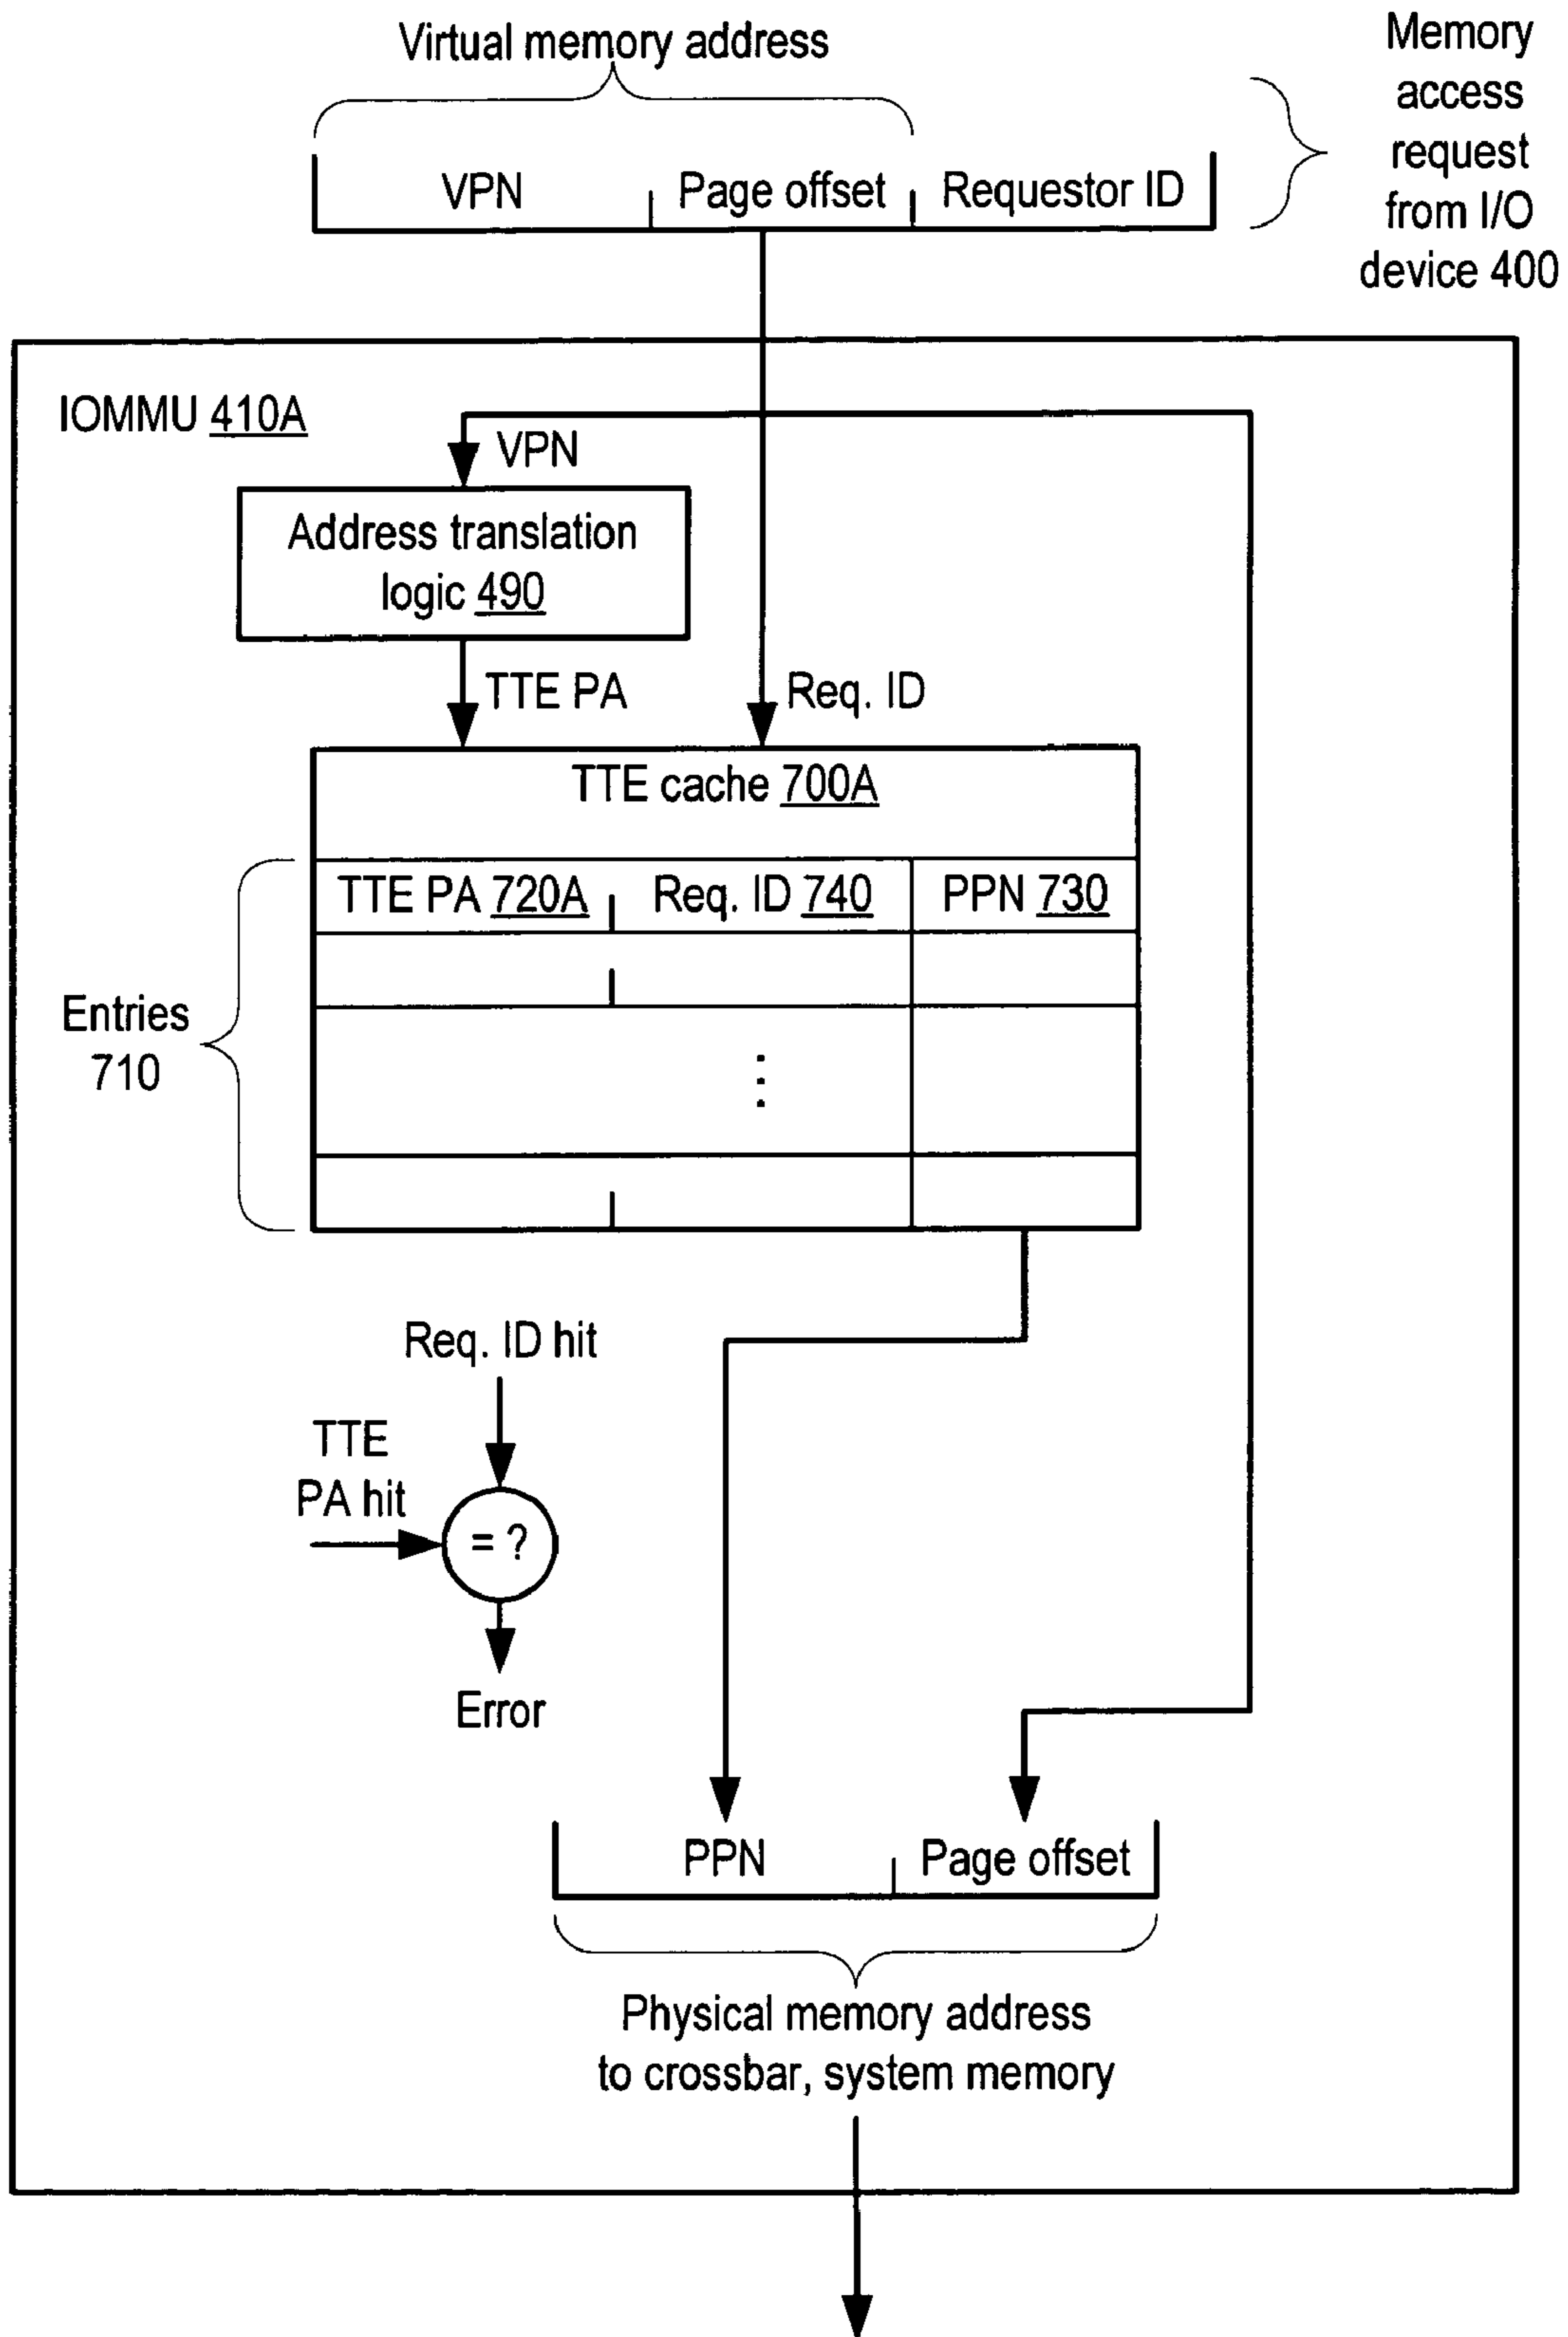 Virtual memory address
Memory
access
request
from I/O
device 400
VPN Page offset Requestor ID
IOMMU 410A
VPN
Address translation
logic 490
TTE PA
Req. ID
TTE cache 700A
TTE PA 720A Req. ID 740 PPN 730
Entries
710
⋮
Req. ID hit
TTE
PA hit
= ?
Error
PPN Page offset
Physical memory address
to crossbar, system memory